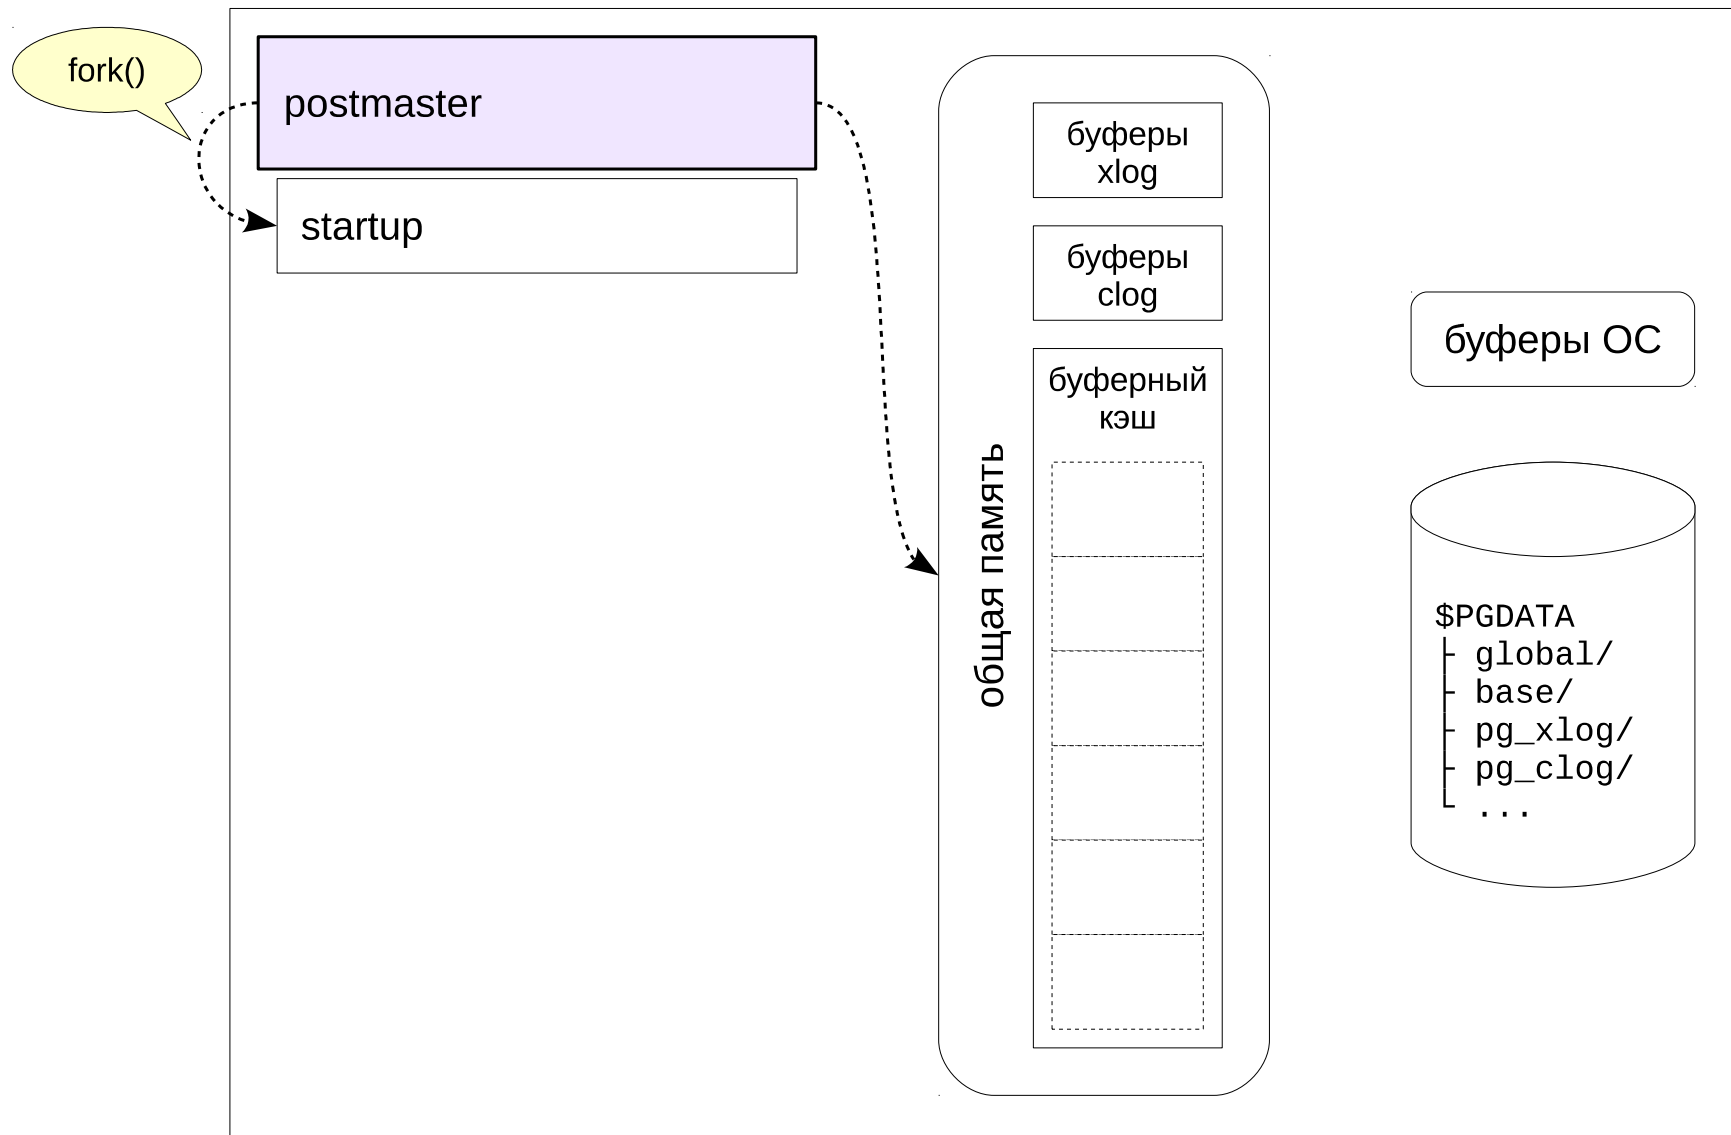 fork()
postmaster
startup
общая память
буферы
xlog
буферы
clog
буферный
кэш
буферы ОС
$PGDATA
├ global/
├ base/
├ pg_xlog/
├ pg_clog/
└ ...